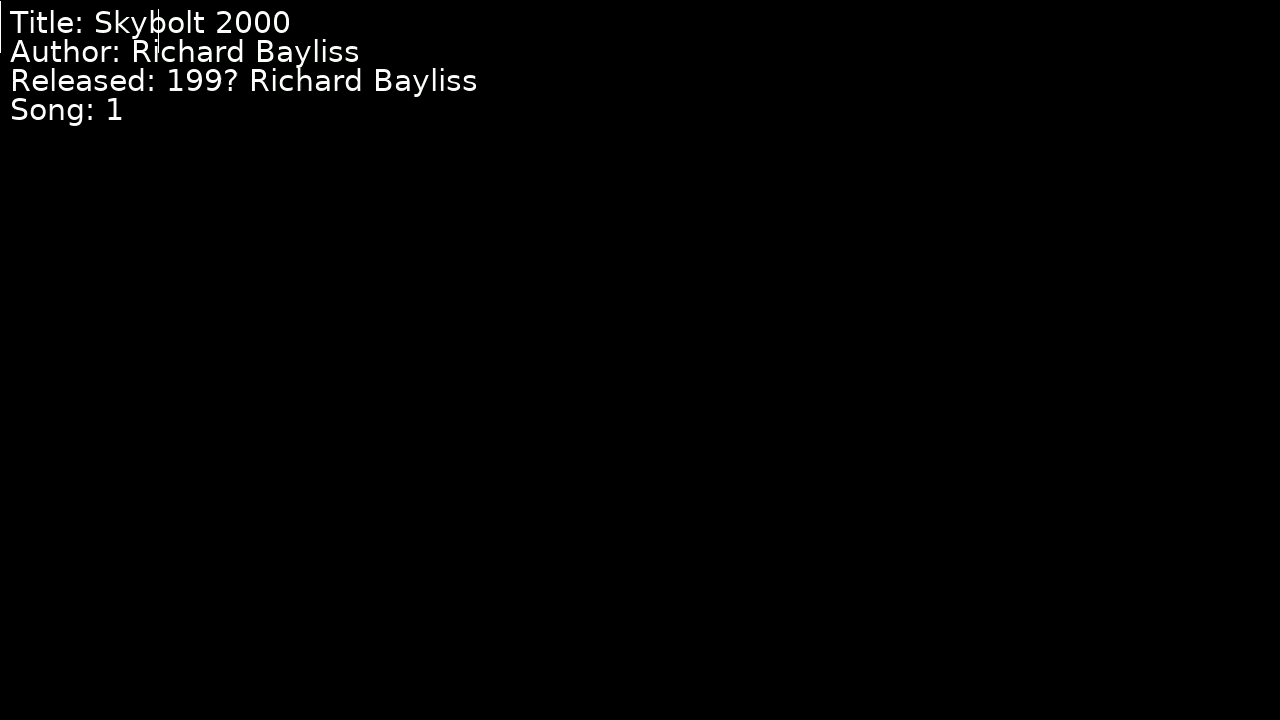 Title: Skybolt 2000
Author: Richard Bayliss
Released: 199? Richard Bayliss
Song: 1